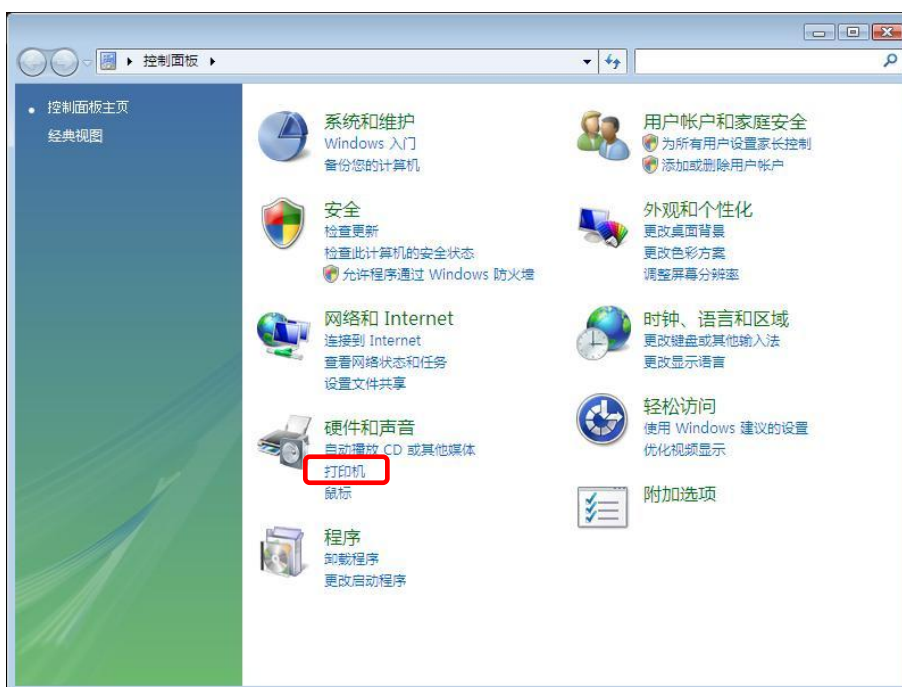 控制面板
控制面板主页
经典视图
系统和维护
Windows 入门
备份您的计算机
安全
检查更新
检查此计算机的安全状态
允许程序通过 Windows 防火墙
网络和 Internet
连接到 Internet
查看网络状态和任务
设置文件共享
硬件和声音
自动播放 CD 或其他媒体
打印机
鼠标
程序
卸载程序
更改启动程序
用户帐户和家庭安全
为所有用户设置家长控制
添加或删除用户帐户
外观和个性化
更改桌面背景
更改色彩方案
调整屏幕分辨率
时钟、语言和区域
更改键盘或其他输入法
更改显示语言
轻松访问
使用 Windows 建议的设置
优化视频显示
附加选项